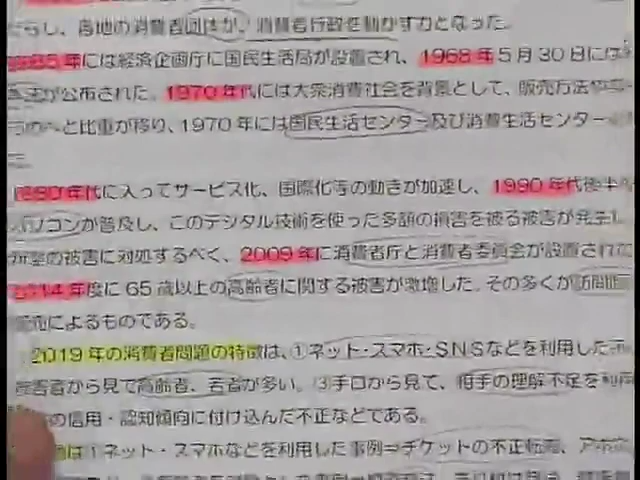 し、各地の消費者団体が、消費者行政を動かす力となった。
1965年には経済企画庁に国民生活局が設置され、1968年5月30日には
が公布された。1970年代には大衆消費社会を背景として、販売方法や
へと比重が移り、1970年には国民生活センター及び消費生活センター
1980年代に入ってサービス化、国際化等の動きが加速し、1990年代後半
パソコンが普及し、このデジタル技術を使った多額の損害を被る被害が発生し
の被害に対処するべく、2009年に消費者庁と消費者委員会が設置された
2014年度に65歳以上の高齢者に関する被害が激増した。その多くが訪問
によるものである。
2019年の消費者問題の特徴は、①ネット・スマホ・SNSなどを利用した
被害者から見て高齢者、若者が多い。③手口から見て、相手の理解不足を利用
の信用・認知傾向に付け込んだ不正などである。
は①ネット・スマホなどを利用した事例⇒チケットの不正転売、